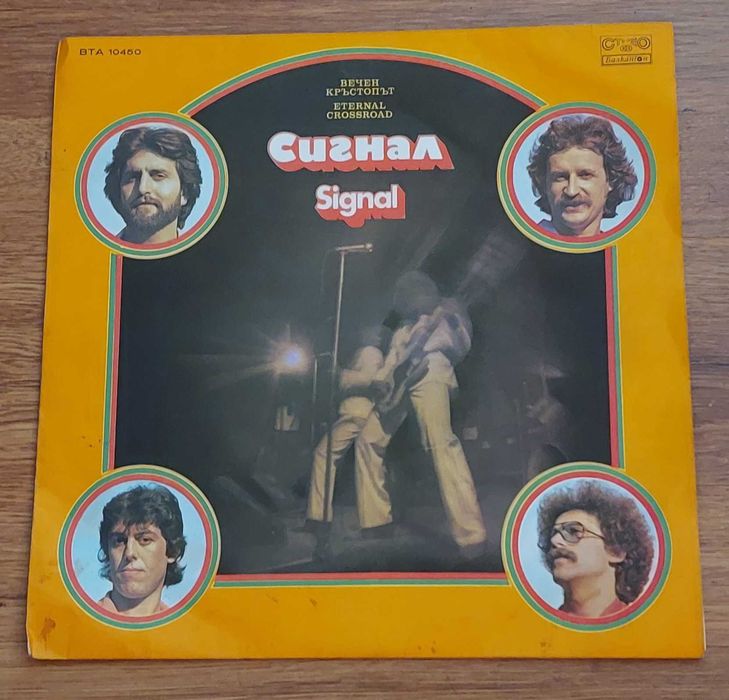 ВТА 10450
СТЕРЕО
Балкантон
ВЕЧЕН
КРЪСТОПЪТ
ETERNAL
CROSSROAD
Сигнал
Signal